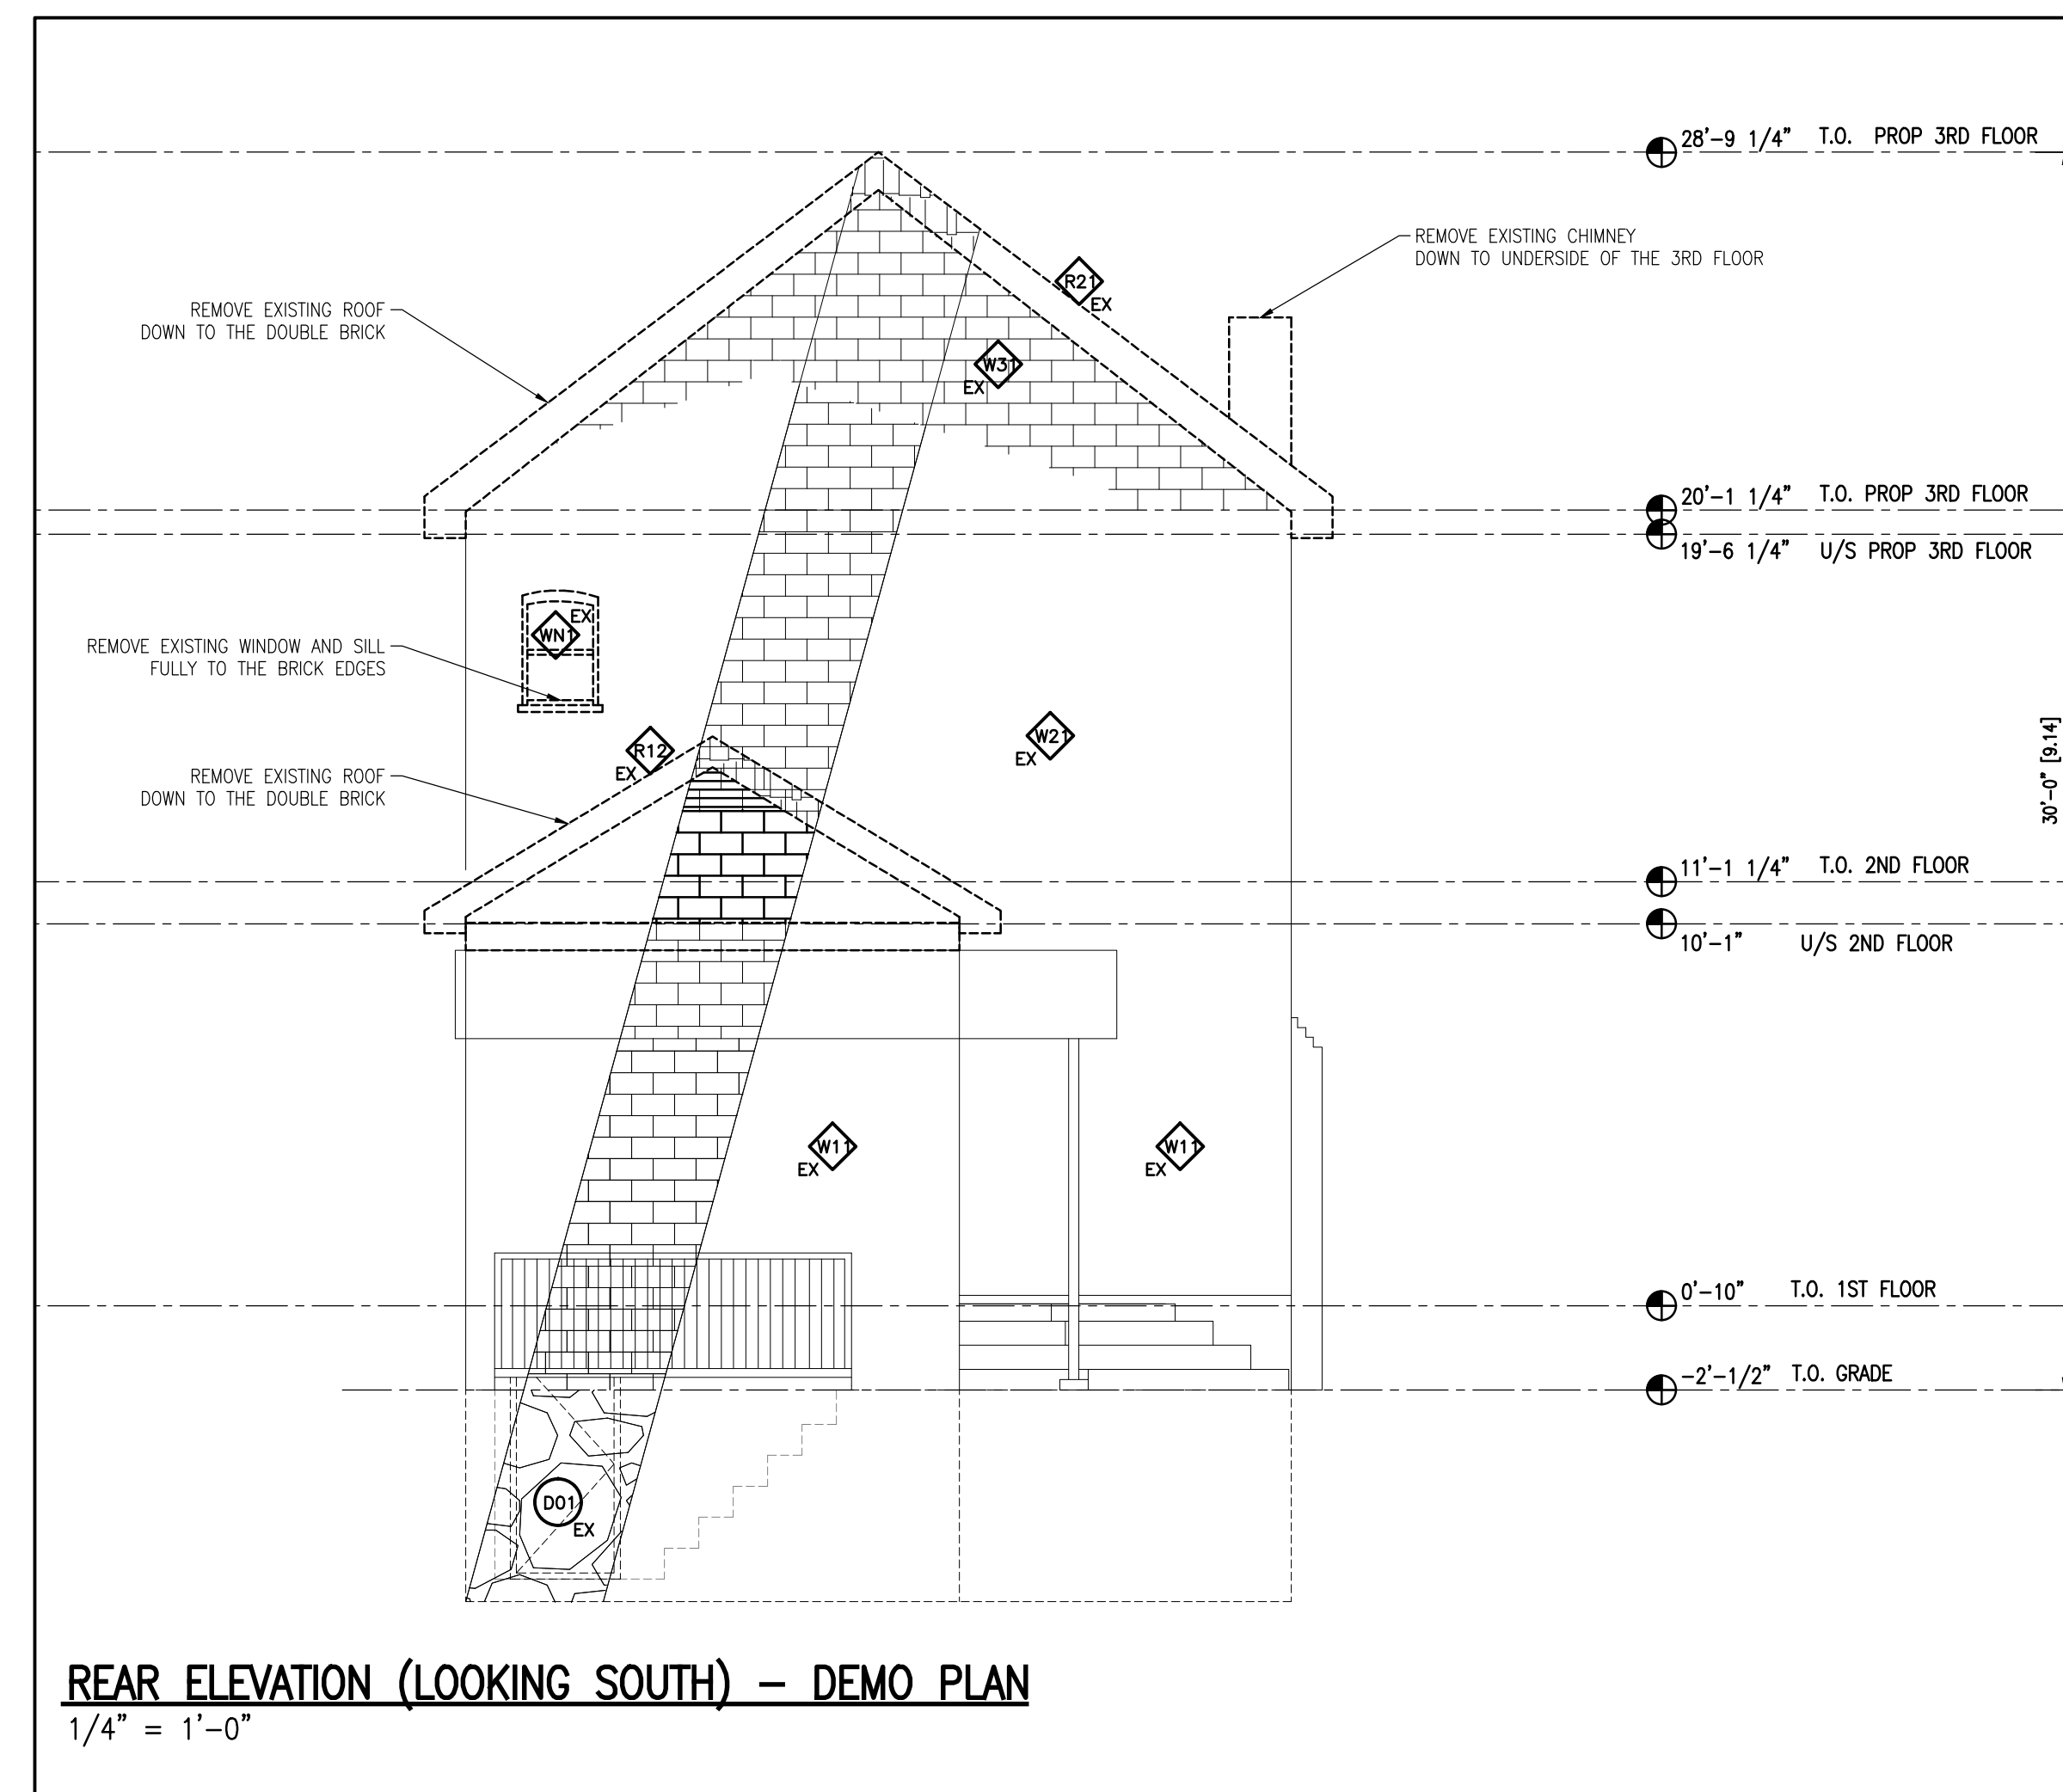 28'-9 1/4" T.O. PROP 3RD FLOOR
REMOVE EXISTING CHIMNEY
DOWN TO UNDERSIDE OF THE 3RD FLOOR
R21
EX
REMOVE EXISTING ROOF
DOWN TO THE DOUBLE BRICK
W31
EX
20'-1 1/4" T.O. PROP 3RD FLOOR
19'-6 1/4" U/S PROP 3RD FLOOR
EX
WN1
REMOVE EXISTING WINDOW AND SILL
FULLY TO THE BRICK EDGES
R12
EX
W21
EX
30'-0" [9.14]
REMOVE EXISTING ROOF
DOWN TO THE DOUBLE BRICK
11'-1 1/4" T.O. 2ND FLOOR
10'-1" U/S 2ND FLOOR
W11
EX
W11
EX
0'-10" T.O. 1ST FLOOR
-2'-1/2" T.O. GRADE
D01
EX
REAR ELEVATION (LOOKING SOUTH) - DEMO PLAN
1/4" = 1'-0"